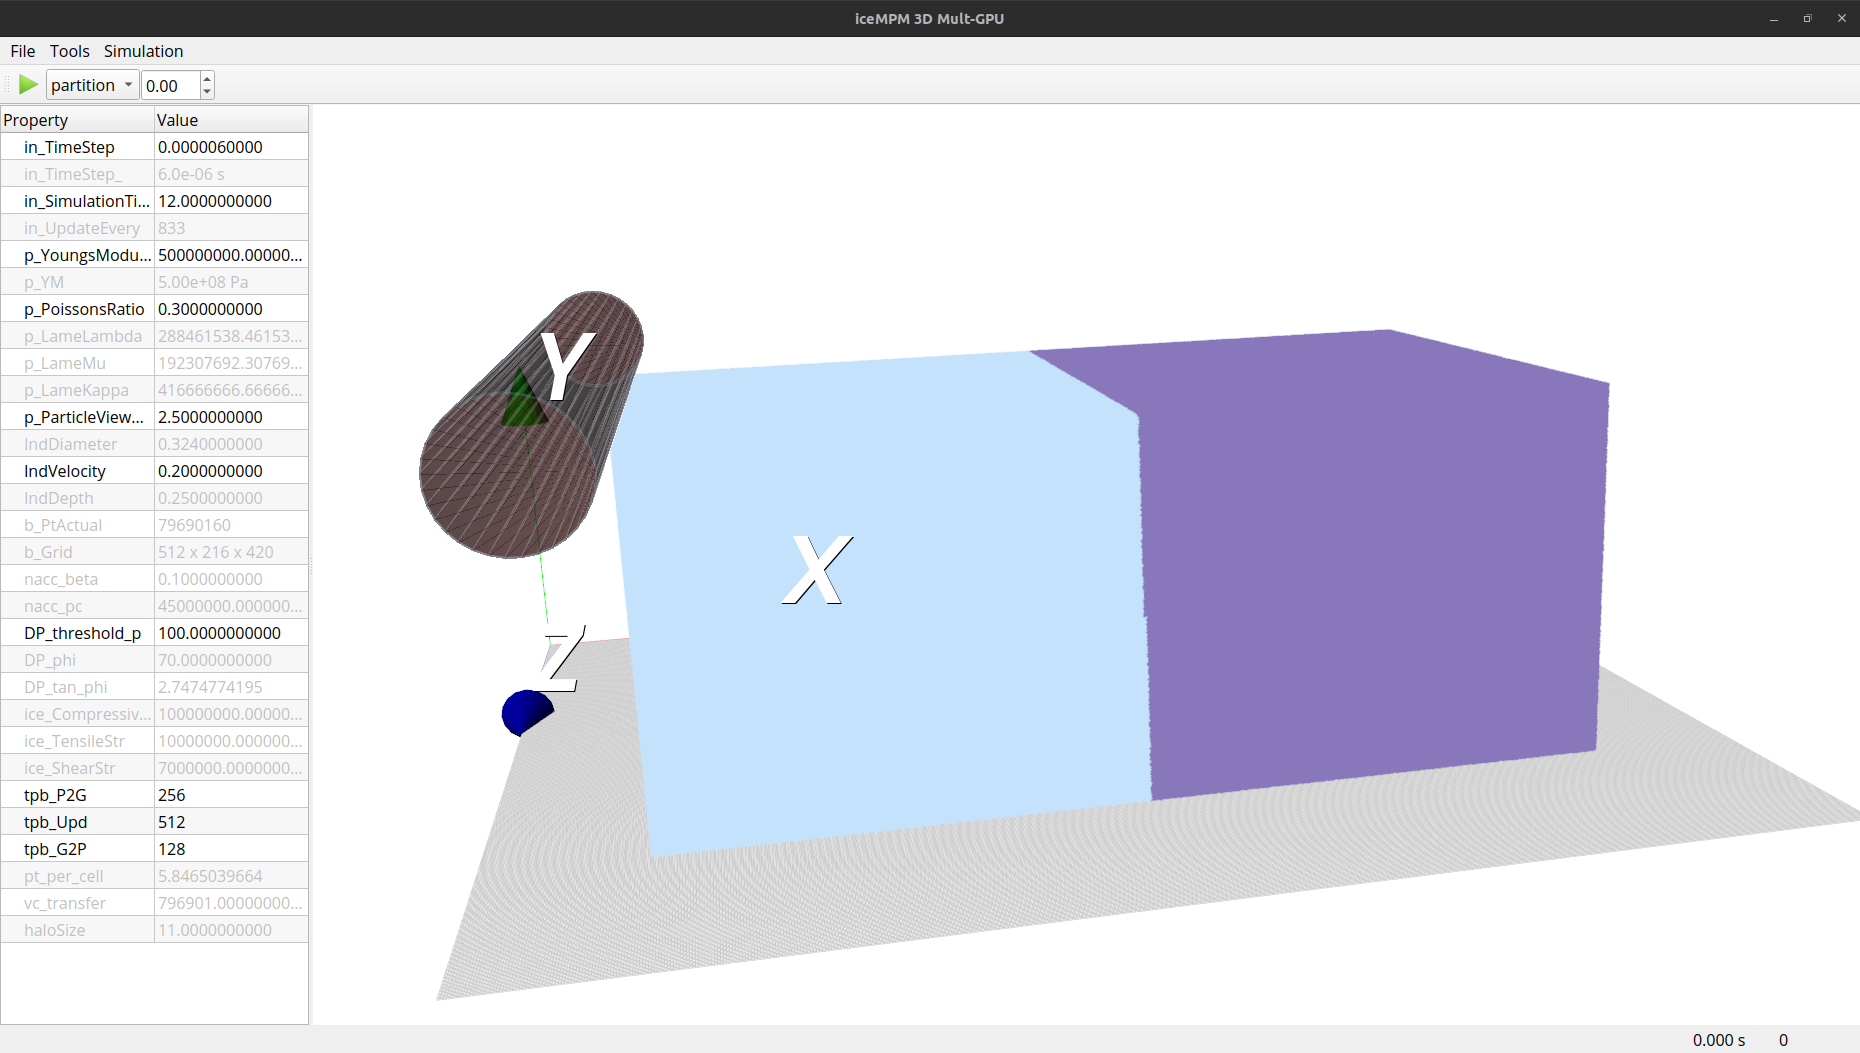 iceMPM 3D Mult-GPU
File Tools Simulation
partition 0.00
Property Value
in_TimeStep 0.0000060000
in_TimeStep_ 6.0e-06 s
in_SimulationTi... 12.0000000000
in_UpdateEvery 833
p_YoungsModu... 500000000.00000...
p_YM 5.00e+08 Pa
p_PoissonsRatio 0.3000000000
p_LameLambda 288461538.46153...
p_LameMu 192307692.30769...
p_LameKappa 416666666.66666...
p_ParticleView... 2.5000000000
IndDiameter 0.3240000000
IndVelocity 0.2000000000
IndDepth 0.2500000000
b_PtActual 79690160
b_Grid 512 x 216 x 420
nacc_beta 0.1000000000
nacc_pc 45000000.000000...
DP_threshold_p 100.0000000000
DP_phi 70.0000000000
DP_tan_phi 2.7474774195
ice_Compressiv... 100000000.00000...
ice_TensileStr 10000000.000000...
ice_ShearStr 7000000.0000000...
tpb_P2G 256
tpb_Upd 512
tpb_G2P 128
pt_per_cell 5.8465039664
vc_transfer 796901.00000000...
haloSize 11.0000000000
Y
X
Z
0.000 s 0